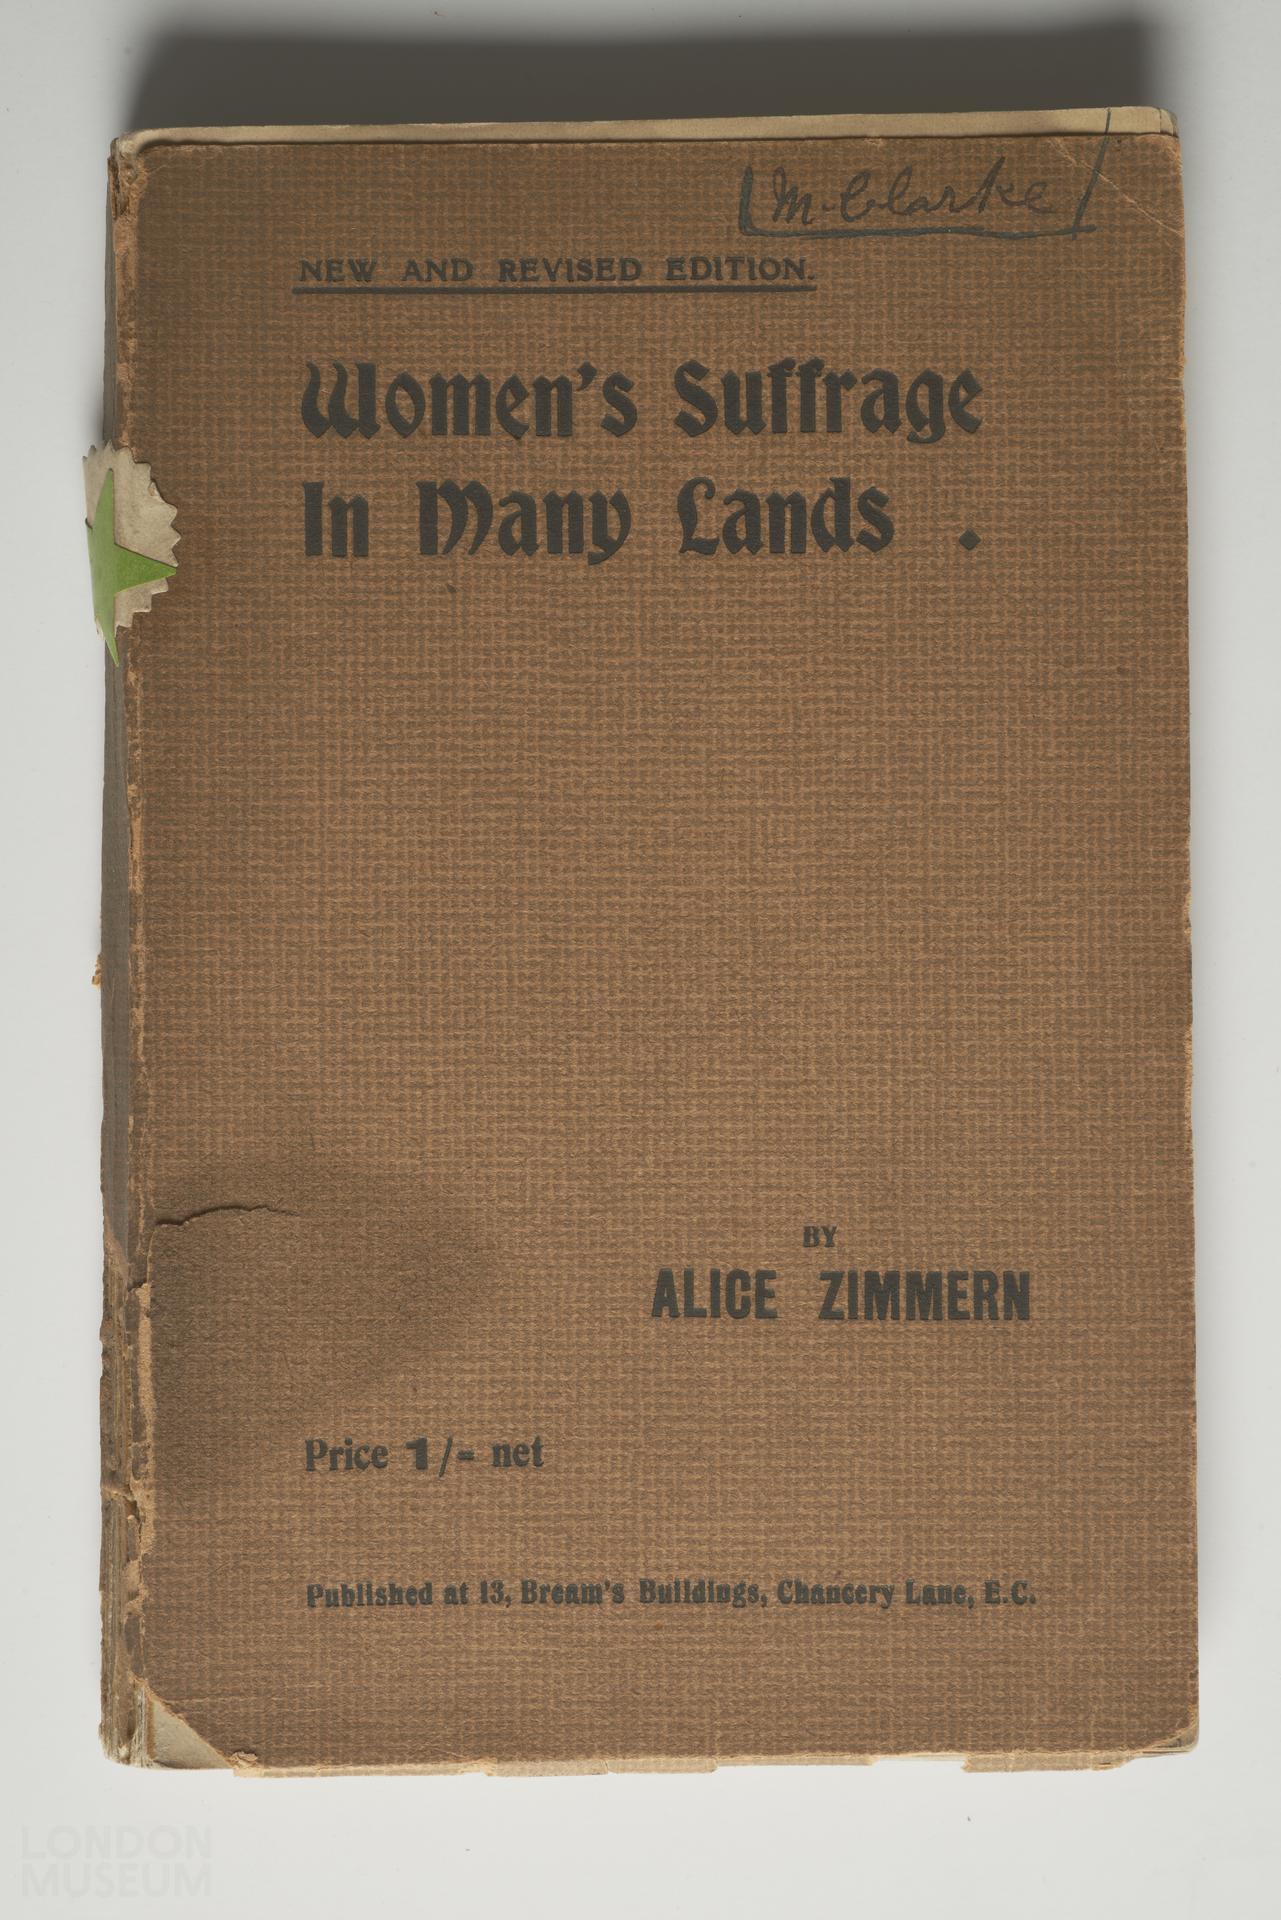 M. Clarke
NEW AND REVISED EDITION.
Women's Suffrage
In Many Lands .
BY
ALICE ZIMMERN
Price 1/- net
Published at 13, Bream's Buildings, Chancery Lane, E.C.
LONDON
MUSEUM